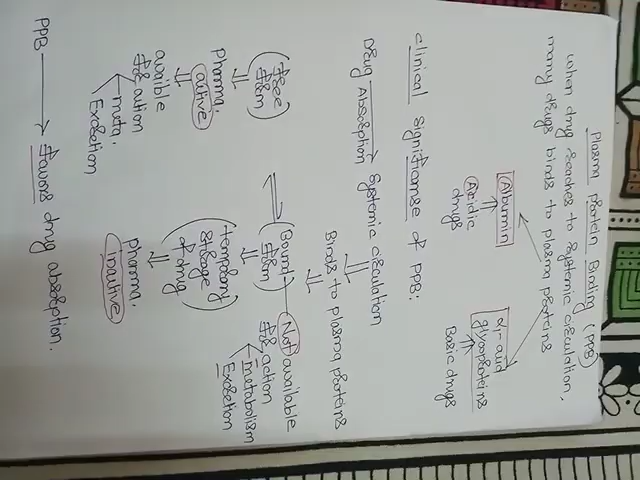 Plasma protein Binding (PPB)
when drug reaches to systemic circulation,
many drugs binds to plasma proteins
Albumin
Acidic
drugs
α1-acid
glycoproteins
Basic drugs
clinical significanse of PPB:
Drug Absorption → systemic circulation
Binds to plasma proteins
(free form) ⇌ (Bound form)
Pharma.
active
avaible
for action
meta.
Excretion
Not available
for action
metabolism
Excretion
(temporary
storage
of drug)
pharma.
inactive
PPB → favors drug absorption.